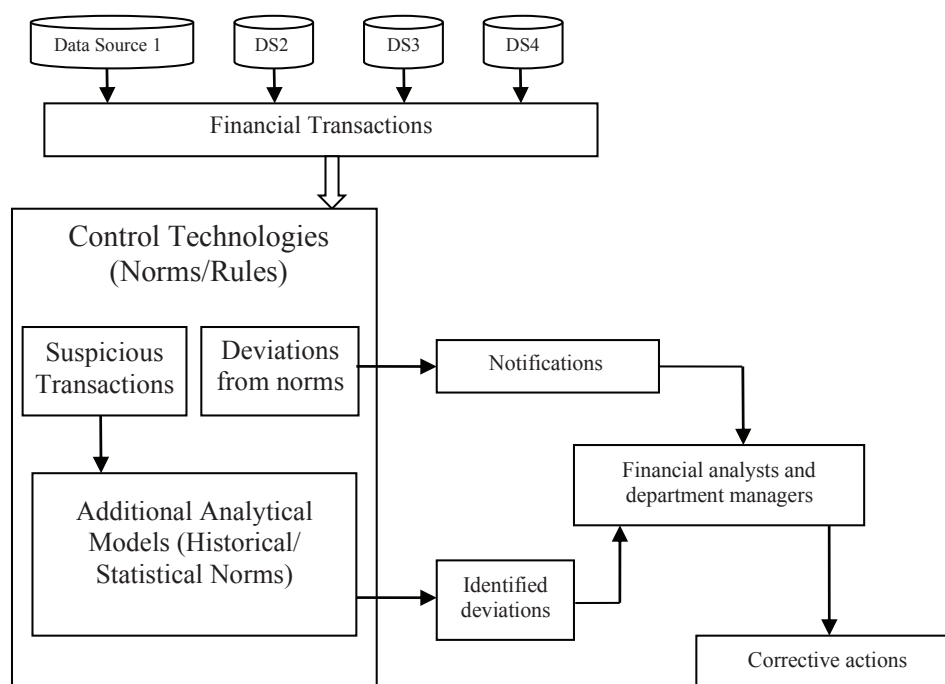 Data Source 1
DS2
DS3
DS4
Financial Transactions
Control Technologies
(Norms/Rules)
Suspicious
Transactions
Deviations
from norms
Notifications
Financial analysts and
department managers
Additional Analytical
Models (Historical/
Statistical Norms)
Identified
deviations
Corrective actions